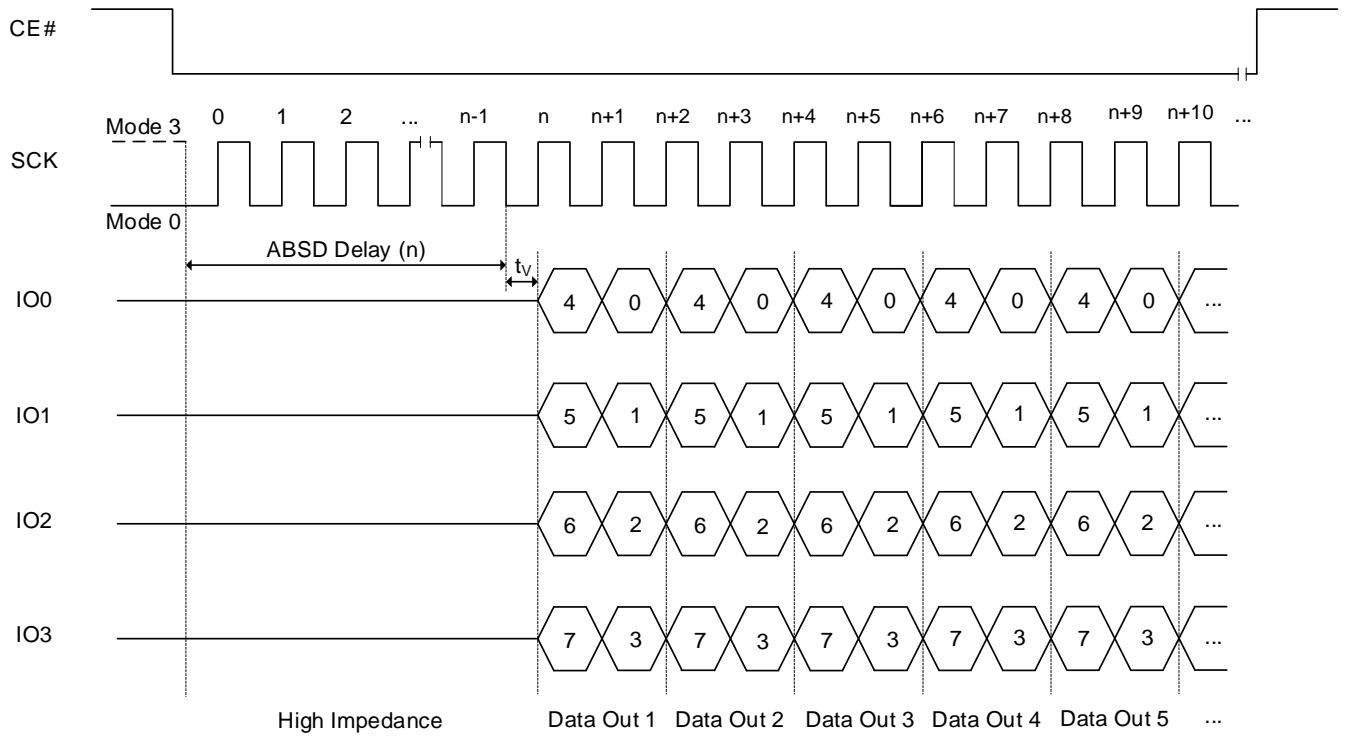 CE#
0 1 2 ... n-1 n n+1 n+2 n+3 n+4 n+5 n+6 n+7 n+8 n+9 n+10 ...
Mode 3
SCK
Mode 0
ABSD Delay (n)
tV
IO0 4 0 4 0 4 0 4 0 4 0 ...
IO1 5 1 5 1 5 1 5 1 5 1 ...
IO2 6 2 6 2 6 2 6 2 6 2 ...
IO3 7 3 7 3 7 3 7 3 7 3 ...
High Impedance Data Out 1 Data Out 2 Data Out 3 Data Out 4 Data Out 5 ...